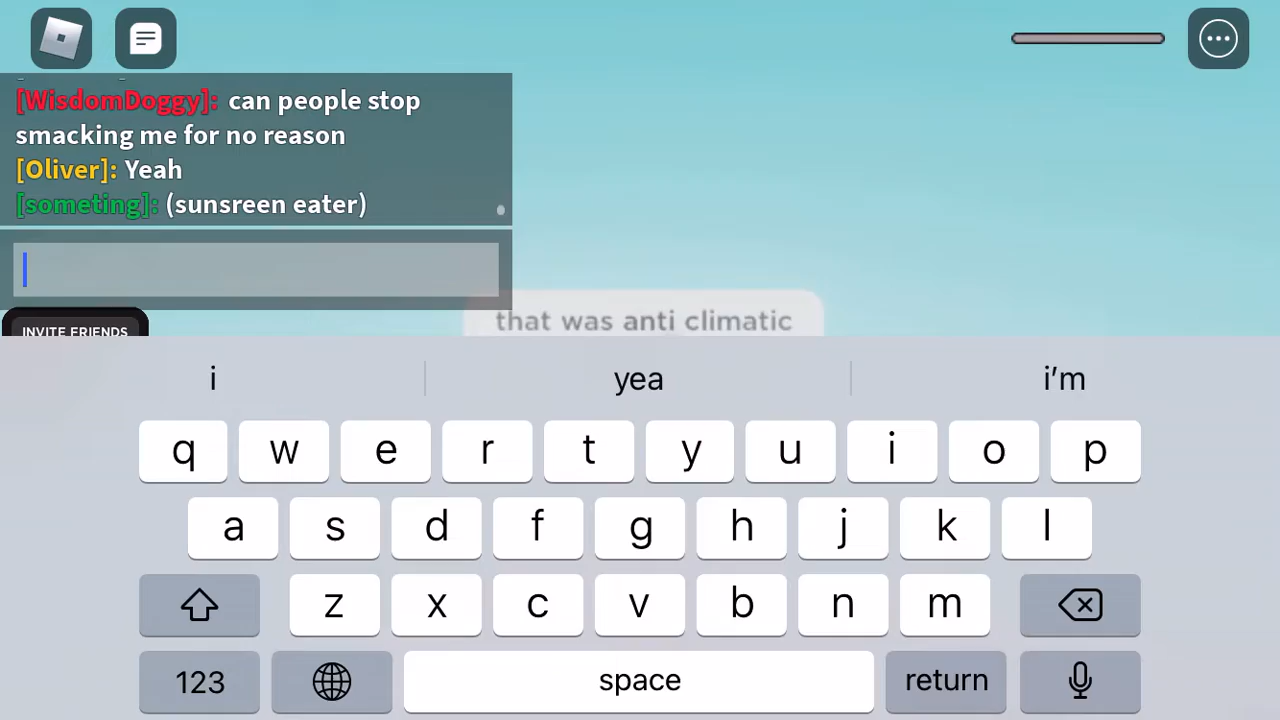 [WisdomDoggy]: can people stop
smacking me for no reason
[Oliver]: Yeah
[someting]: (sunsreen eater)
INVITE FRIENDS
that was anti climatic
i yea i'm
q w e r t y u i o p
a s d f g h j k l
z x c v b n m
123 space return